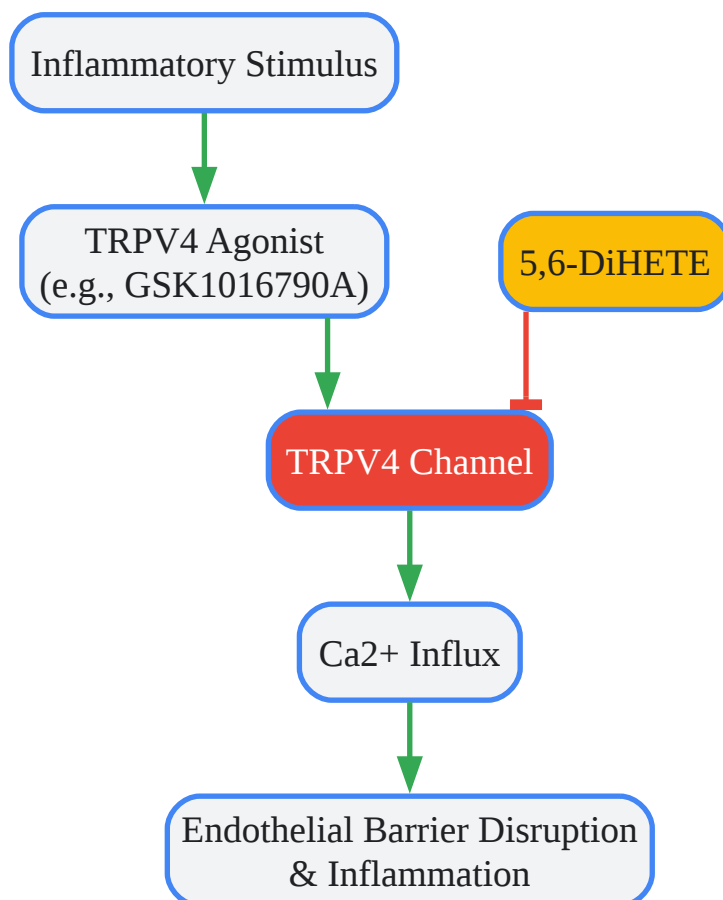 Inflammatory Stimulus
TRPV4 Agonist
(e.g., GSK1016790A)
5,6-DiHETE
TRPV4 Channel
Ca2+ Influx
Endothelial Barrier Disruption
& Inflammation